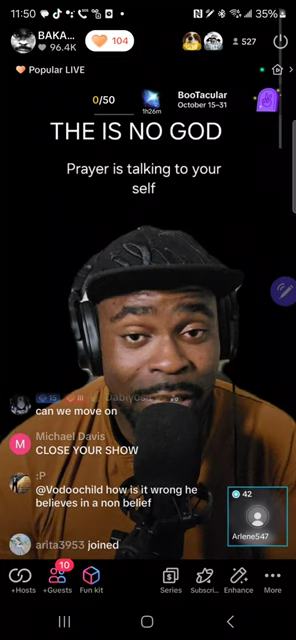 11:50
35%
BAKA...
96.4K
104
527
Popular LIVE
0/50
1h26m
BooTacular
October 15–31
THE IS NO GOD
Prayer is talking to your
self
15
III
can we move on
Michael Davis
CLOSE YOUR SHOW
:P
@Vodoochild how is it wrong he
believes in a non belief
arita3953 joined
42
Arlene547
10
+Hosts
+Guests
Fun kit
Series
Subscri...
Enhance
More